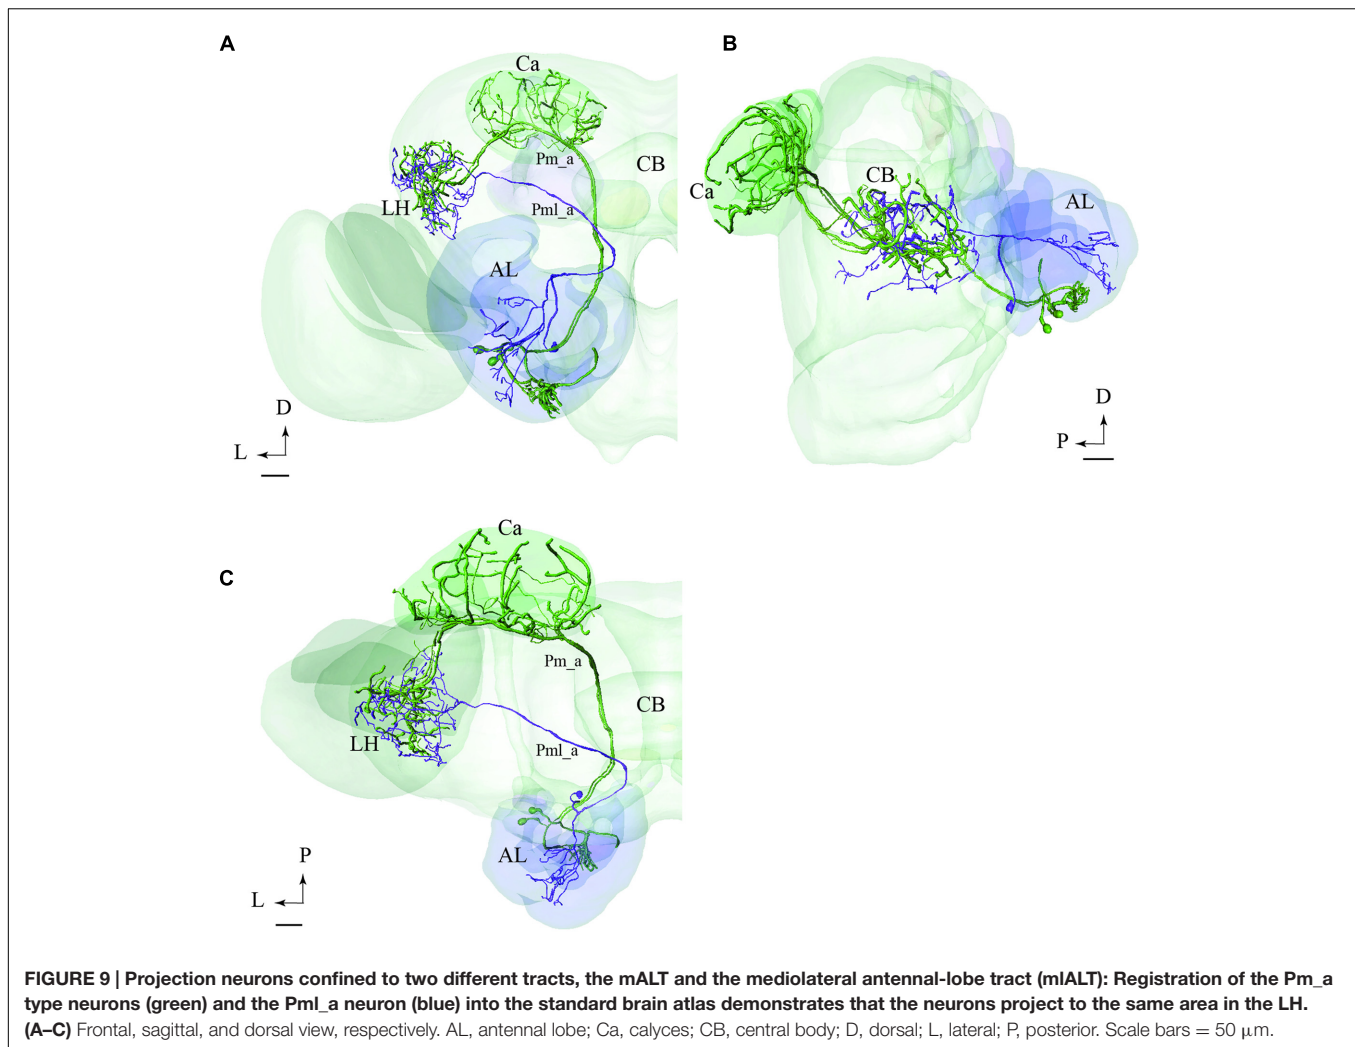 A
Ca
Pm_a
CB
LH
Pml_a
AL
D
L
B
Ca
CB
AL
D
P
C
Ca
Pm_a
CB
LH
Pml_a
AL
P
L
FIGURE 9 | Projection neurons confined to two different tracts, the mALT and the mediolateral antennal-lobe tract (mlALT): Registration of the Pm_a
type neurons (green) and the Pml_a neuron (blue) into the standard brain atlas demonstrates that the neurons project to the same area in the LH.
(A–C) Frontal, sagittal, and dorsal view, respectively. AL, antennal lobe; Ca, calyces; CB, central body; D, dorsal; L, lateral; P, posterior. Scale bars = 50 μm.